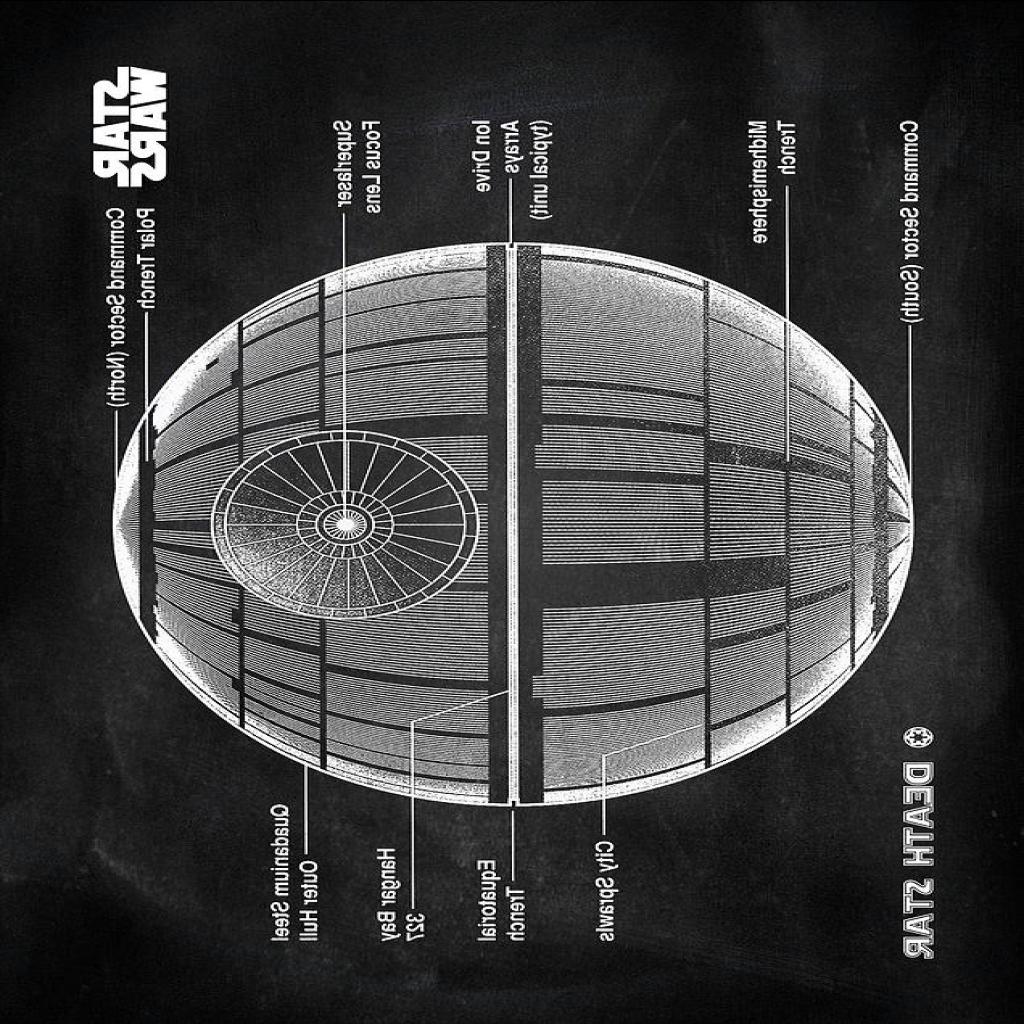 STAR
WARS
Command Sector (North)
Polar Trench
Quadanium Steel
Outer Hull
Superlaser
Focus Lens
Hangar Bay
327
Ion Drive
Arrays
(typical unit)
Equatorial
Trench
City Sprawls
Midhemisphere
Trench
Command Sector (South)
DEATH STAR